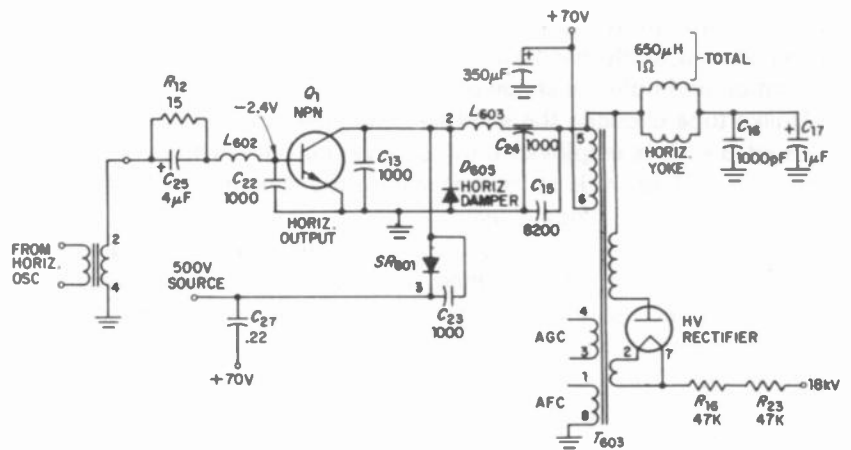 +70V
650μH
1Ω
TOTAL
350μF
+
R12
15
Q1
NPN
−2.4V
L602
+
C25
4μF
C22
1000
C13
1000
2
L603
C24
1000
D605
HORIZ
DAMPER
C15
8200
5
6
HORIZ.
YOKE
C16
1000pF
+
C17
1μF
HORIZ.
OUTPUT
FROM
HORIZ.
OSC
2
4
500V
SOURCE
SR801
3
C23
1000
C27
.22
+70V
AGC
4
3
AFC
1
8
T603
HV
RECTIFIER
2
7
R16
47K
R23
47K
18kV